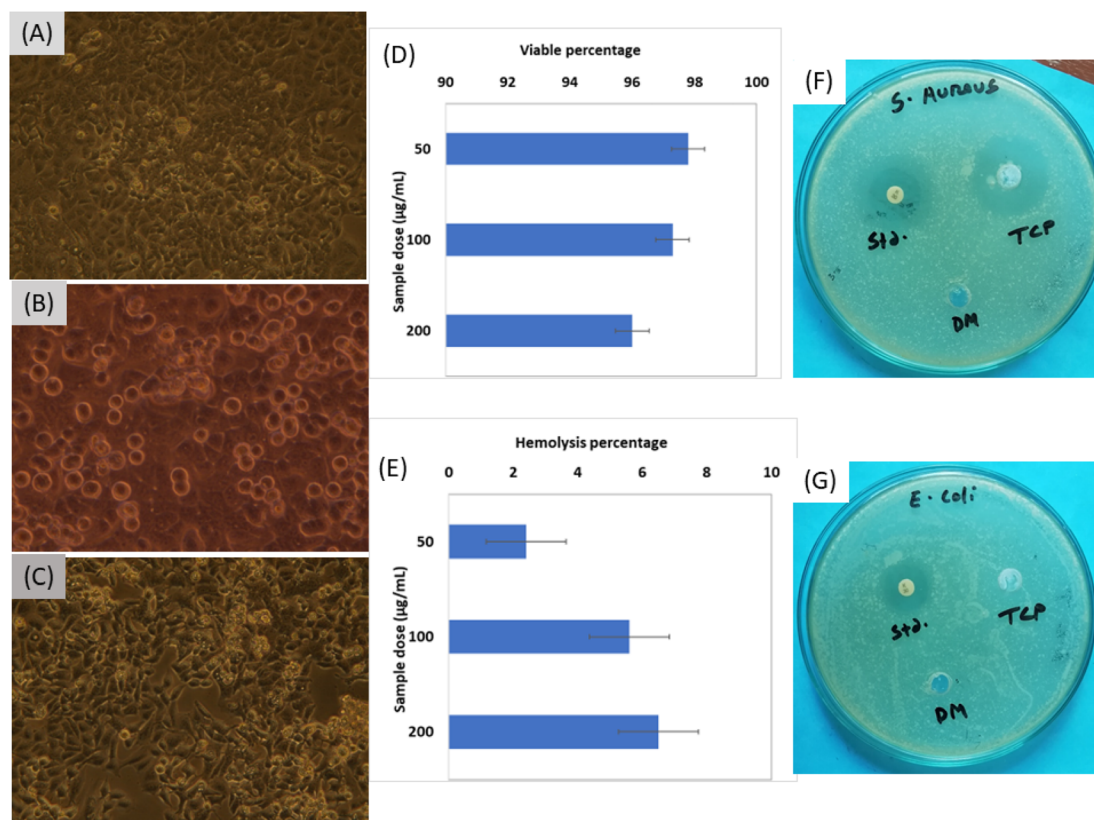 (A)
(B)
(C)
(D)
Viable percentage
90 92 94 96 98 100
Sample dose (µg/mL)
50
100
200
(E)
Hemolysis percentage
0 2 4 6 8 10
Sample dose (µg/mL)
50
100
200
(F)
S. Aureus
Std.
TCP
DM
(G)
E. coli
Std.
TCP
DM